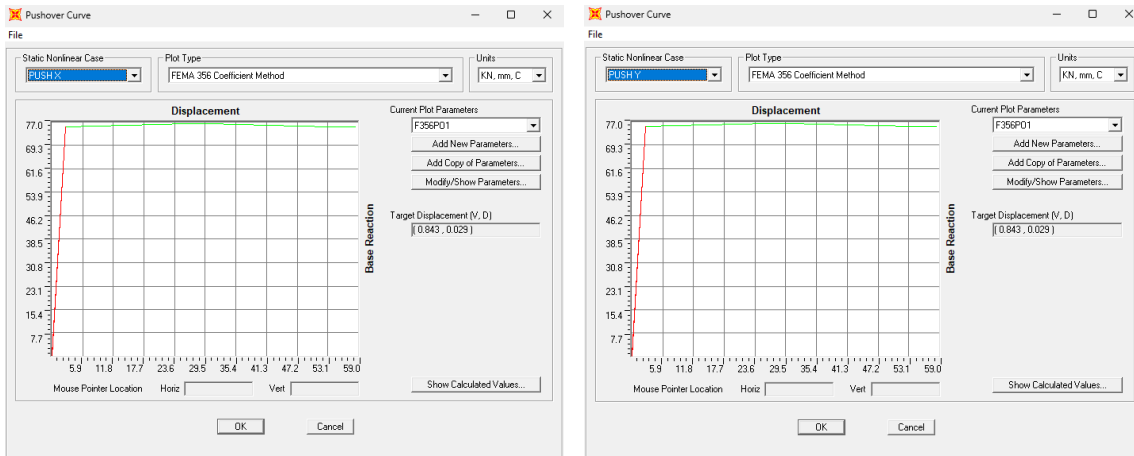 Pushover Curve
File
Static Nonlinear Case
PUSH X
Plot Type
FEMA 356 Coefficient Method
Units
KN, mm, C
Displacement
77.0
69.3
61.6
53.9
46.2
38.5
30.8
23.1
15.4
7.7
5.9 11.8 17.7 23.6 29.5 35.4 41.3 47.2 53.1 59.0
Base Reaction
Current Plot Parameters
F356PO1
Add New Parameters...
Add Copy of Parameters...
Modify/Show Parameters...
Target Displacement (V, D)
( 0.843 , 0.029 )
Mouse Pointer Location Horiz Vert
Show Calculated Values...
OK Cancel
Pushover Curve
File
Static Nonlinear Case
PUSH Y
Plot Type
FEMA 356 Coefficient Method
Units
KN, mm, C
Displacement
77.0
69.3
61.6
53.9
46.2
38.5
30.8
23.1
15.4
7.7
5.9 11.8 17.7 23.6 29.5 35.4 41.3 47.2 53.1 59.0
Base Reaction
Current Plot Parameters
F356PO1
Add New Parameters...
Add Copy of Parameters...
Modify/Show Parameters...
Target Displacement (V, D)
( 0.843 , 0.029 )
Mouse Pointer Location Horiz Vert
Show Calculated Values...
OK Cancel